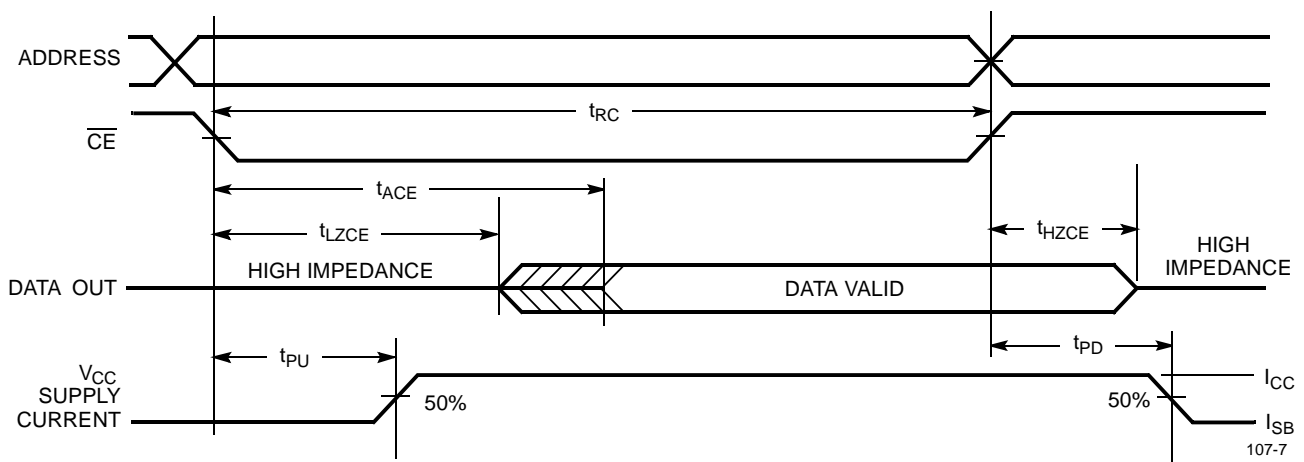 ADDRESS
tRC
CE
tACE
tLZCE
tHZCE
HIGH IMPEDANCE
HIGH
IMPEDANCE
DATA OUT
DATA VALID
tPU
tPD
VCC
SUPPLY
CURRENT
50%
50%
ICC
ISB
107-7